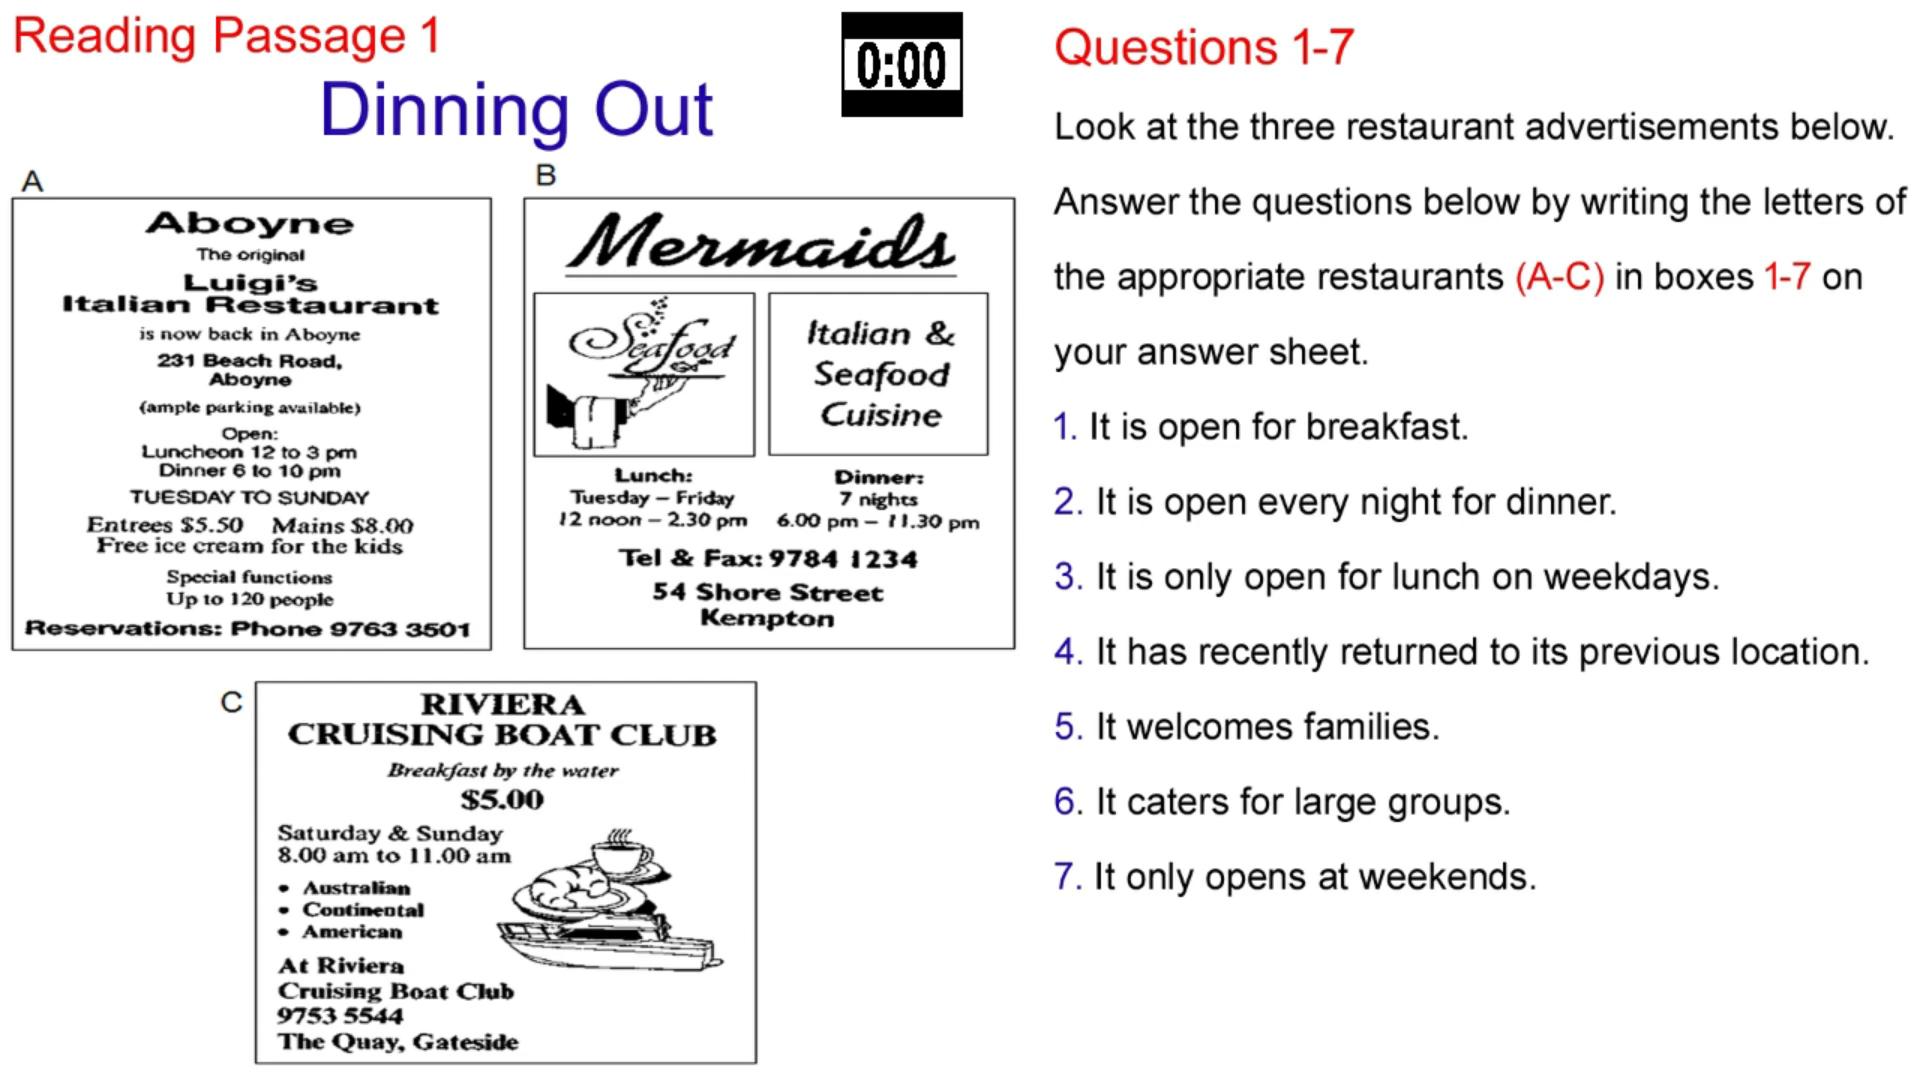 Reading Passage 1
0:00
Dinning Out
A
Aboyne
The original
Luigi's
Italian Restaurant
is now back in Aboyne
231 Beach Road,
Aboyne
(ample parking available)
Open:
Luncheon 12 to 3 pm
Dinner 6 to 10 pm
TUESDAY TO SUNDAY
Entrees $5.50 Mains $8.00
Free ice cream for the kids
Special functions
Up to 120 people
Reservations: Phone 9763 3501
B
Mermaids
Seafood
Italian &
Seafood
Cuisine
Lunch:
Tuesday – Friday
12 noon – 2.30 pm
Dinner:
7 nights
6.00 pm – 11.30 pm
Tel & Fax: 9784 1234
54 Shore Street
Kempton
C
RIVIERA
CRUISING BOAT CLUB
Breakfast by the water
$5.00
Saturday & Sunday
8.00 am to 11.00 am
• Australian
• Continental
• American
At Riviera
Cruising Boat Club
9753 5544
The Quay, Gateside
Questions 1-7
Look at the three restaurant advertisements below.
Answer the questions below by writing the letters of
the appropriate restaurants (A-C) in boxes 1-7 on
your answer sheet.
1. It is open for breakfast.
2. It is open every night for dinner.
3. It is only open for lunch on weekdays.
4. It has recently returned to its previous location.
5. It welcomes families.
6. It caters for large groups.
7. It only opens at weekends.